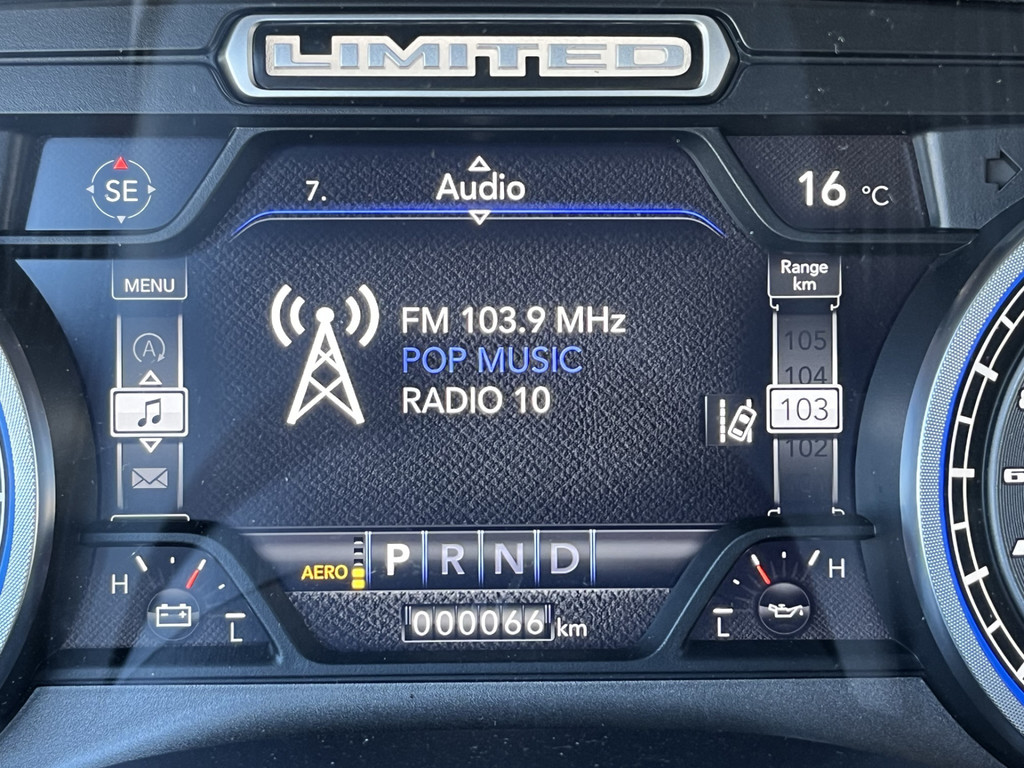 LIMITED
SE
7.
Audio
16 °C
MENU
Range
km
FM 103.9 MHz
POP MUSIC
RADIO 10
A
105
104
103
102
AERO
P R N D
H
L
H
L
000066 km